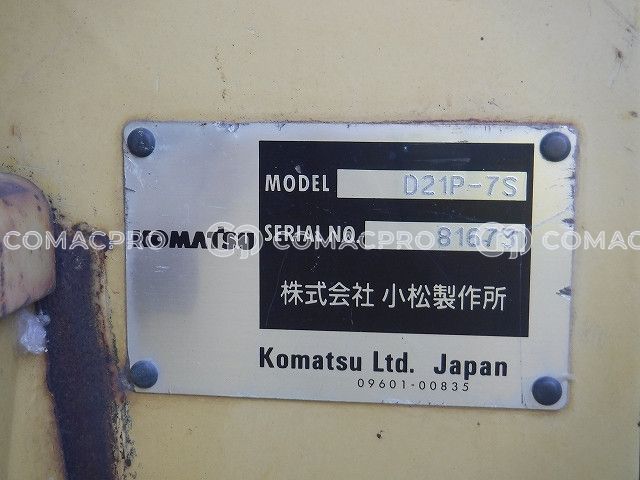 MODEL D21P-7S
KOMATSU
SERIAL NO. 81673
COMACPRO COMACPRO COMAC
株式会社 小松製作所
Komatsu Ltd. Japan
09601-00835